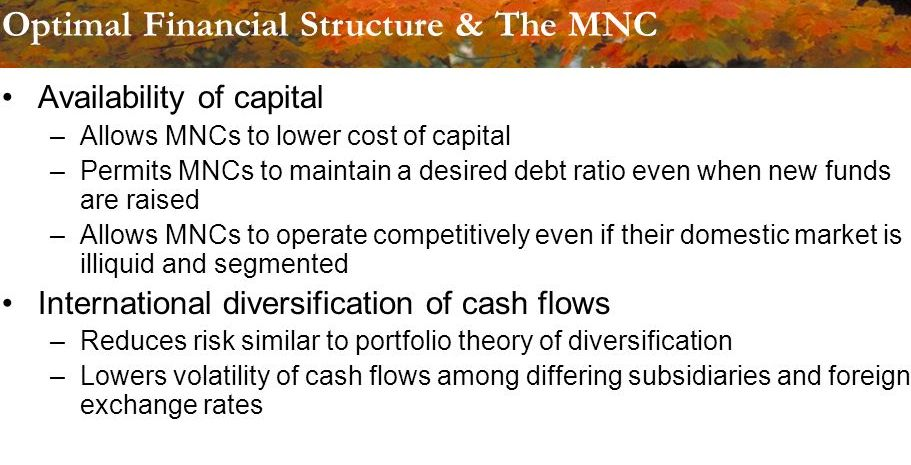 Optimal Financial Structure & The MNC
• Availability of capital
– Allows MNCs to lower cost of capital
– Permits MNCs to maintain a desired debt ratio even when new funds
are raised
– Allows MNCs to operate competitively even if their domestic market is
illiquid and segmented
• International diversification of cash flows
– Reduces risk similar to portfolio theory of diversification
– Lowers volatility of cash flows among differing subsidiaries and foreign
exchange rates